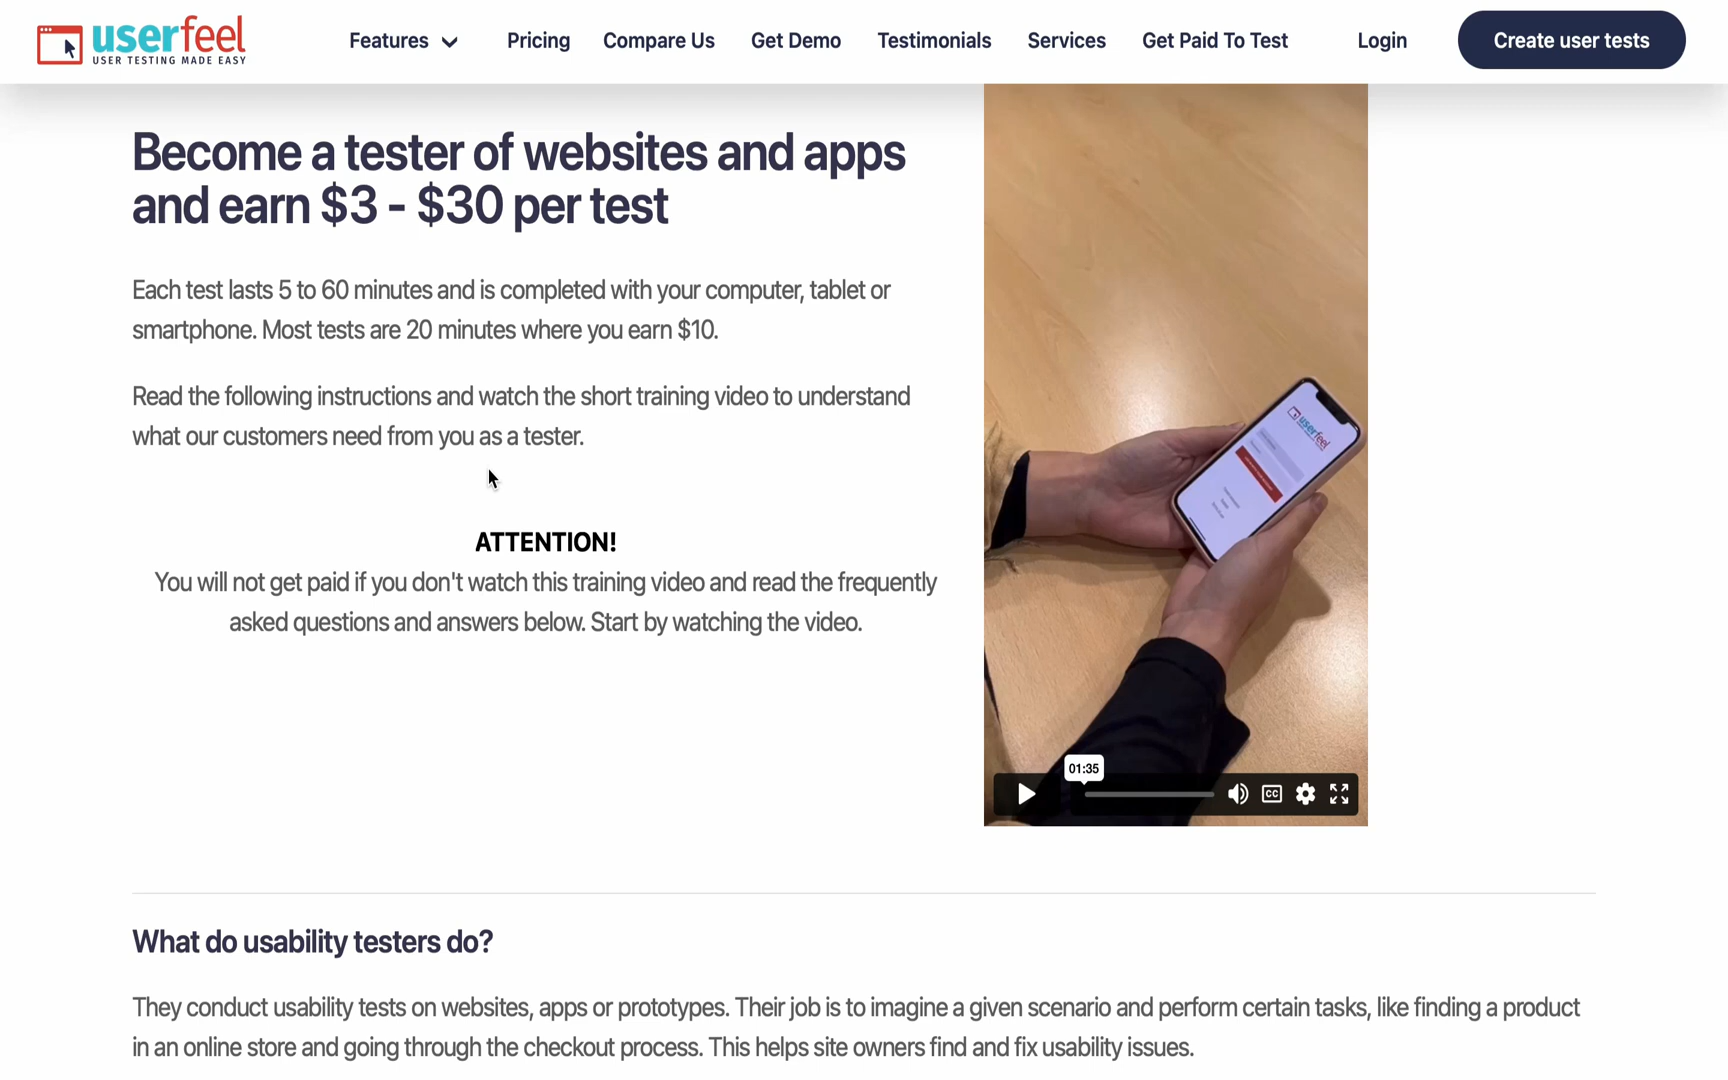 userfeel
USER TESTING MADE EASY
Features
Pricing
Compare Us
Get Demo
Testimonials
Services
Get Paid To Test
Login
Create user tests
Become a tester of websites and apps
and earn $3 - $30 per test
Each test lasts 5 to 60 minutes and is completed with your computer, tablet or
smartphone. Most tests are 20 minutes where you earn $10.
Read the following instructions and watch the short training video to understand
what our customers need from you as a tester.
ATTENTION!
You will not get paid if you don't watch this training video and read the frequently
asked questions and answers below. Start by watching the video.
userfeel
01:35
CC
What do usability testers do?
They conduct usability tests on websites, apps or prototypes. Their job is to imagine a given scenario and perform certain tasks, like finding a product
in an online store and going through the checkout process. This helps site owners find and fix usability issues.